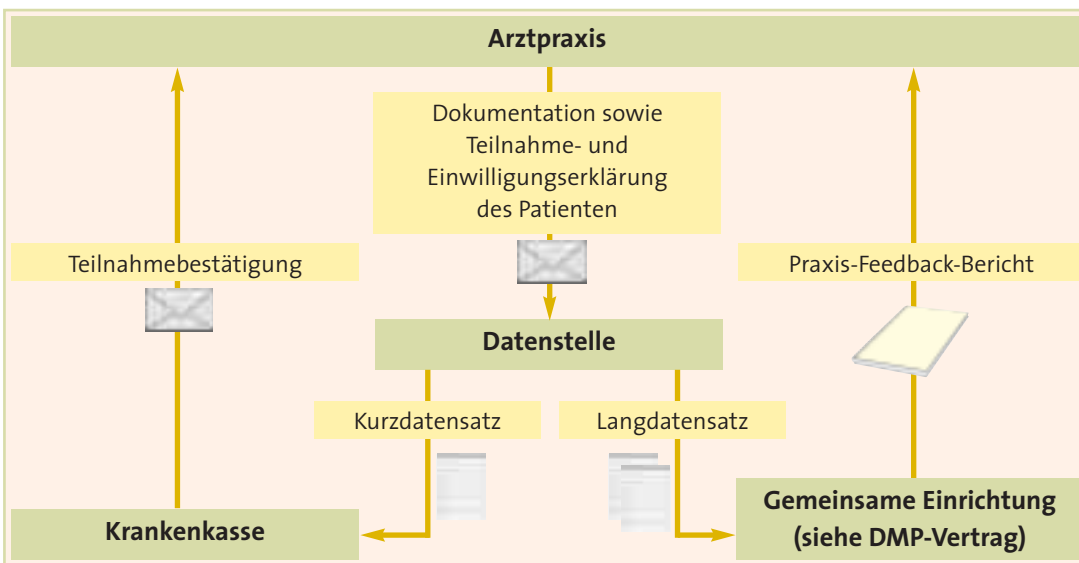 Arztpraxis
Dokumentation sowie
Teilnahme- und
Einwilligungserklärung
des Patienten
Teilnahmebestätigung
Praxis-Feedback-Bericht
Datenstelle
Kurzdatensatz
Langdatensatz
Krankenkasse
Gemeinsame Einrichtung
(siehe DMP-Vertrag)